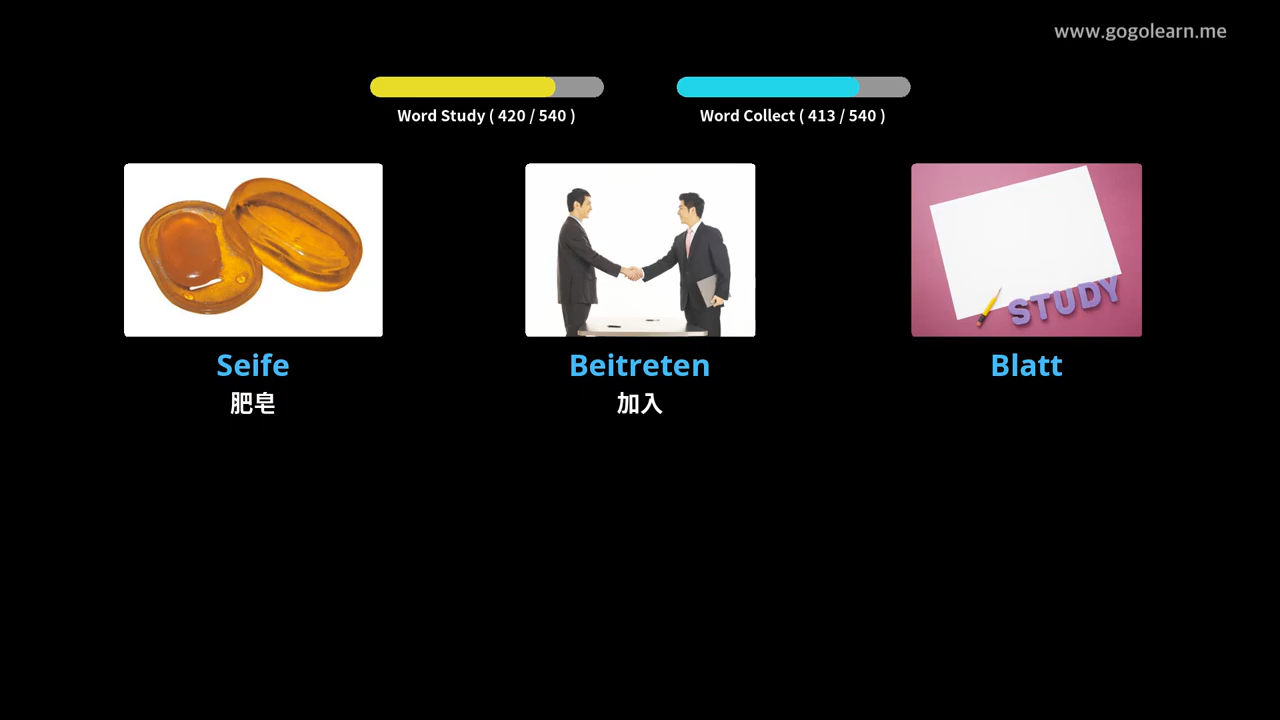 www.gogolearn.me
Word Study ( 420 / 540 )
Word Collect ( 413 / 540 )
STUDY
Seife
Beitreten
Blatt
肥皂
加入